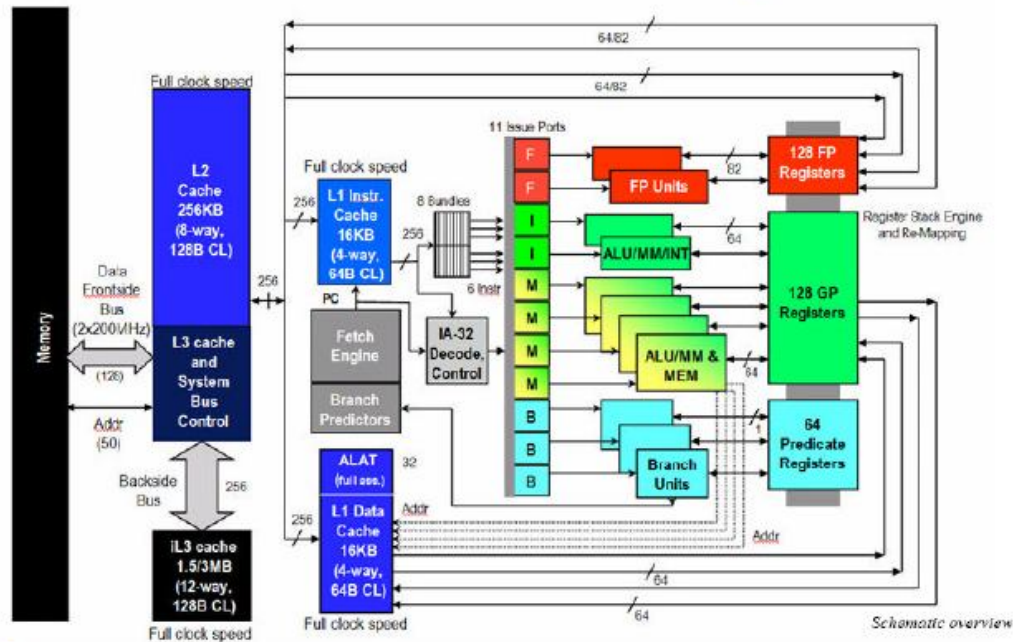 Memory
Full clock speed
L2
Cache
256KB
(8-way,
128B CL)
L3 cache
and
System
Bus
Control
Data
Frontside
Bus
(2x200MHz)
(128)
Addr
(50)
Backside
Bus
256
iL3 cache
1.5/3MB
(12-way,
128B CL)
Full clock speed
256
256
Full clock speed
L1 Instr.
Cache
16KB
(4-way,
64B CL)
256
8 Bundles
6 Instr
PC
Fetch
Engine
Branch
Predictors
IA-32
Decode,
Control
ALAT
(full ass.)
32
L1 Data
Cache
16KB
(4-way,
64B CL)
256
Full clock speed
Addr
Addr
64/82
64/82
11 Issue Ports
F
F
I
I
M
M
M
M
B
B
B
FP Units
82
ALU/MM/INT
64
ALU/MM &
MEM
64
Branch
Units
1
128 FP
Registers
Register Stack Engine
and Re-Mapping
128 GP
Registers
64
Predicate
Registers
64
64
Schematic overview